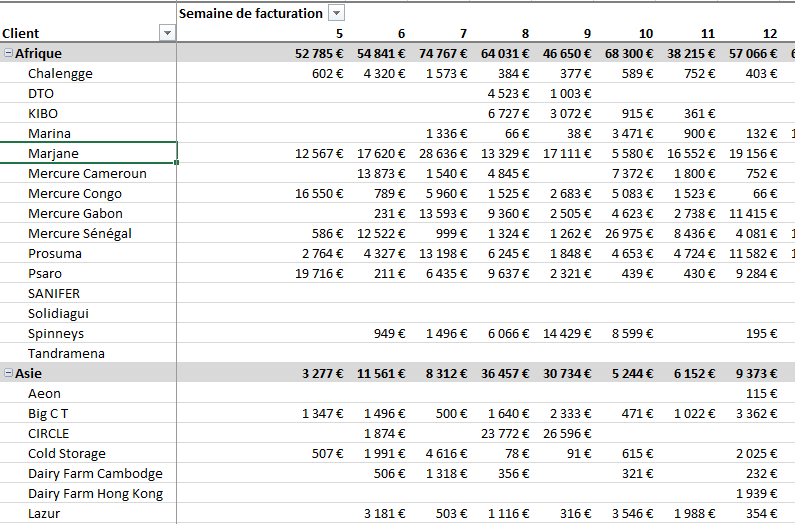 Semaine de facturation
Client 5 6 7 8 9 10 11 12
Afrique 52 785 € 54 841 € 74 767 € 64 031 € 46 650 € 68 300 € 38 215 € 57 066 €
Chalengge 602 € 4 320 € 1 573 € 384 € 377 € 589 € 752 € 403 €
DTO 4 523 € 1 003 €
KIBO 6 727 € 3 072 € 915 € 361 €
Marina 1 336 € 66 € 38 € 3 471 € 900 € 132 €
Marjane 12 567 € 17 620 € 28 636 € 13 329 € 17 111 € 5 580 € 16 552 € 19 156 €
Mercure Cameroun 13 873 € 1 540 € 4 845 € 7 372 € 1 800 € 752 €
Mercure Congo 16 550 € 789 € 5 960 € 1 525 € 2 683 € 5 083 € 1 523 € 66 €
Mercure Gabon 231 € 13 593 € 9 360 € 2 505 € 4 623 € 2 738 € 11 415 €
Mercure Sénégal 586 € 12 522 € 999 € 1 324 € 1 262 € 26 975 € 8 436 € 4 081 €
Prosuma 2 764 € 4 327 € 13 198 € 6 245 € 1 848 € 4 653 € 4 724 € 11 582 €
Psaro 19 716 € 211 € 6 435 € 9 637 € 2 321 € 439 € 430 € 9 284 €
SANIFER
Solidiagui
Spinneys 949 € 1 496 € 6 066 € 14 429 € 8 599 € 195 €
Tandramena
Asie 3 277 € 11 561 € 8 312 € 36 457 € 30 734 € 5 244 € 6 152 € 9 373 €
Aeon 115 €
Big C T 1 347 € 1 496 € 500 € 1 640 € 2 333 € 471 € 1 022 € 3 362 €
CIRCLE 1 874 € 23 772 € 26 596 €
Cold Storage 507 € 1 991 € 4 616 € 78 € 91 € 615 € 2 025 €
Dairy Farm Cambodge 506 € 1 318 € 356 € 321 € 232 €
Dairy Farm Hong Kong 1 939 €
Lazur 3 181 € 503 € 1 116 € 316 € 3 546 € 1 988 € 354 €